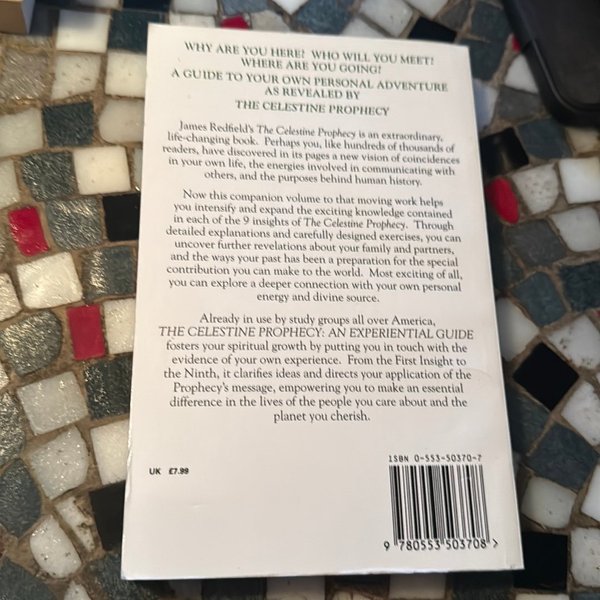 WHY ARE YOU HERE? WHO WILL YOU MEET?
WHERE ARE YOU GOING?
A GUIDE TO YOUR OWN PERSONAL ADVENTURE
AS REVEALED BY
THE CELESTINE PROPHECY
James Redfield's The Celestine Prophecy is an extraordinary,
life-changing book. Perhaps you, like hundreds of thousands of
readers, have discovered in its pages a new vision of coincidences
in your own life, the energies involved in communicating with
others, and the purposes behind human history.
Now this companion volume to that moving work helps
you intensify and expand the exciting knowledge contained
in each of the 9 insights of The Celestine Prophecy. Through
detailed explanations and carefully designed exercises, you can
uncover further revelations about your family and partners,
and the ways your past has been a preparation for the special
contribution you can make to the world. Most exciting of all,
you can explore a deeper connection with your own personal
energy and divine source.
Already in use by study groups all over America,
THE CELESTINE PROPHECY: AN EXPERIENTIAL GUIDE
fosters your spiritual growth by putting you in touch with the
evidence of your own experience. From the First Insight to
the Ninth, it clarifies ideas and directs your application of the
Prophecy's message, empowering you to make an essential
difference in the lives of the people you care about and the
planet you cherish.
UK £7.99
ISBN 0-553-50370-7
9 780553 503708 >